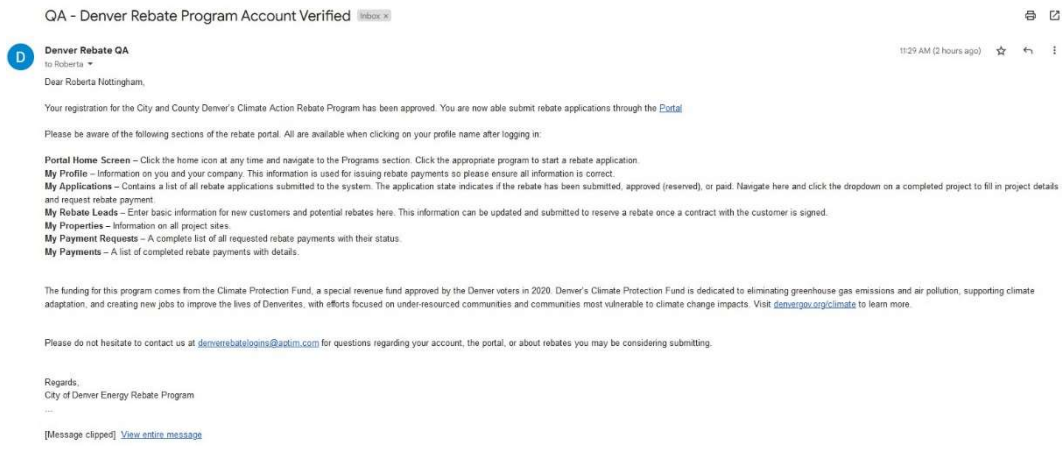 QA - Denver Rebate Program Account Verified Inbox ×
D
Denver Rebate QA
11:29 AM (2 hours ago)
to Roberta
Dear Roberta Nottingham,
Your registration for the City and County Denver's Climate Action Rebate Program has been approved. You are now able submit rebate applications through the Portal
Please be aware of the following sections of the rebate portal. All are available when clicking on your profile name after logging in:
Portal Home Screen – Click the home icon at any time and navigate to the Programs section. Click the appropriate program to start a rebate application.
My Profile – Information on you and your company. This information is used for issuing rebate payments so please ensure all information is correct.
My Applications – Contains a list of all rebate applications submitted to the system. The application state indicates if the rebate has been submitted, approved (reserved), or paid. Navigate here and click the dropdown on a completed project to fill in project details
and request rebate payment.
My Rebate Leads – Enter basic information for new customers and potential rebates here. This information can be updated and submitted to reserve a rebate once a contract with the customer is signed.
My Properties – Information on all project sites.
My Payment Requests – A complete list of all requested rebate payments with their status.
My Payments – A list of completed rebate payments with details.
The funding for this program comes from the Climate Protection Fund, a special revenue fund approved by the Denver voters in 2020. Denver's Climate Protection Fund is dedicated to eliminating greenhouse gas emissions and air pollution, supporting climate
adaptation, and creating new jobs to improve the lives of Denverites, with efforts focused on under-resourced communities and communities most vulnerable to climate change impacts. Visit denvergov.org/climate to learn more.
Please do not hesitate to contact us at denverrebatelogins@aptim.com for questions regarding your account, the portal, or about rebates you may be considering submitting.
Regards,
City of Denver Energy Rebate Program
...
[Message clipped] View entire message